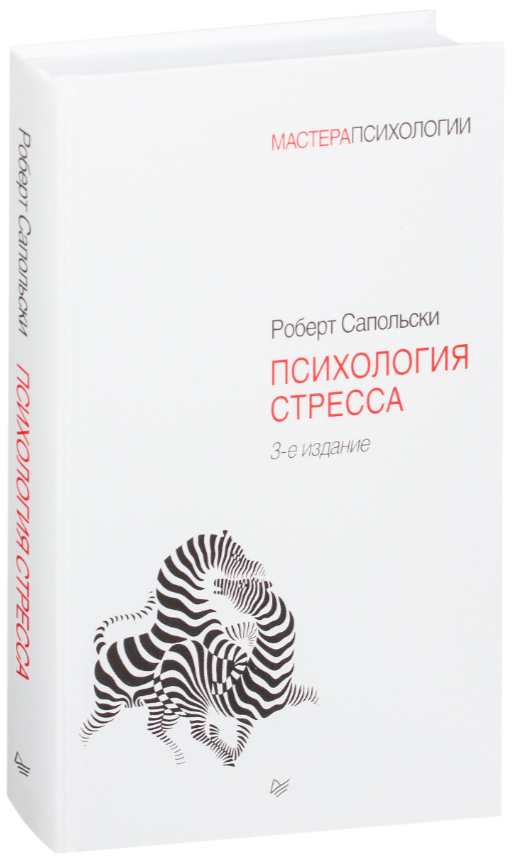 МАСТЕРАПСИХОЛОГИИ
Роберт Сапольски
ПСИХОЛОГИЯ
СТРЕССА
3-е издание
Роберт Сапольски ПСИХОЛОГИЯ СТРЕССА